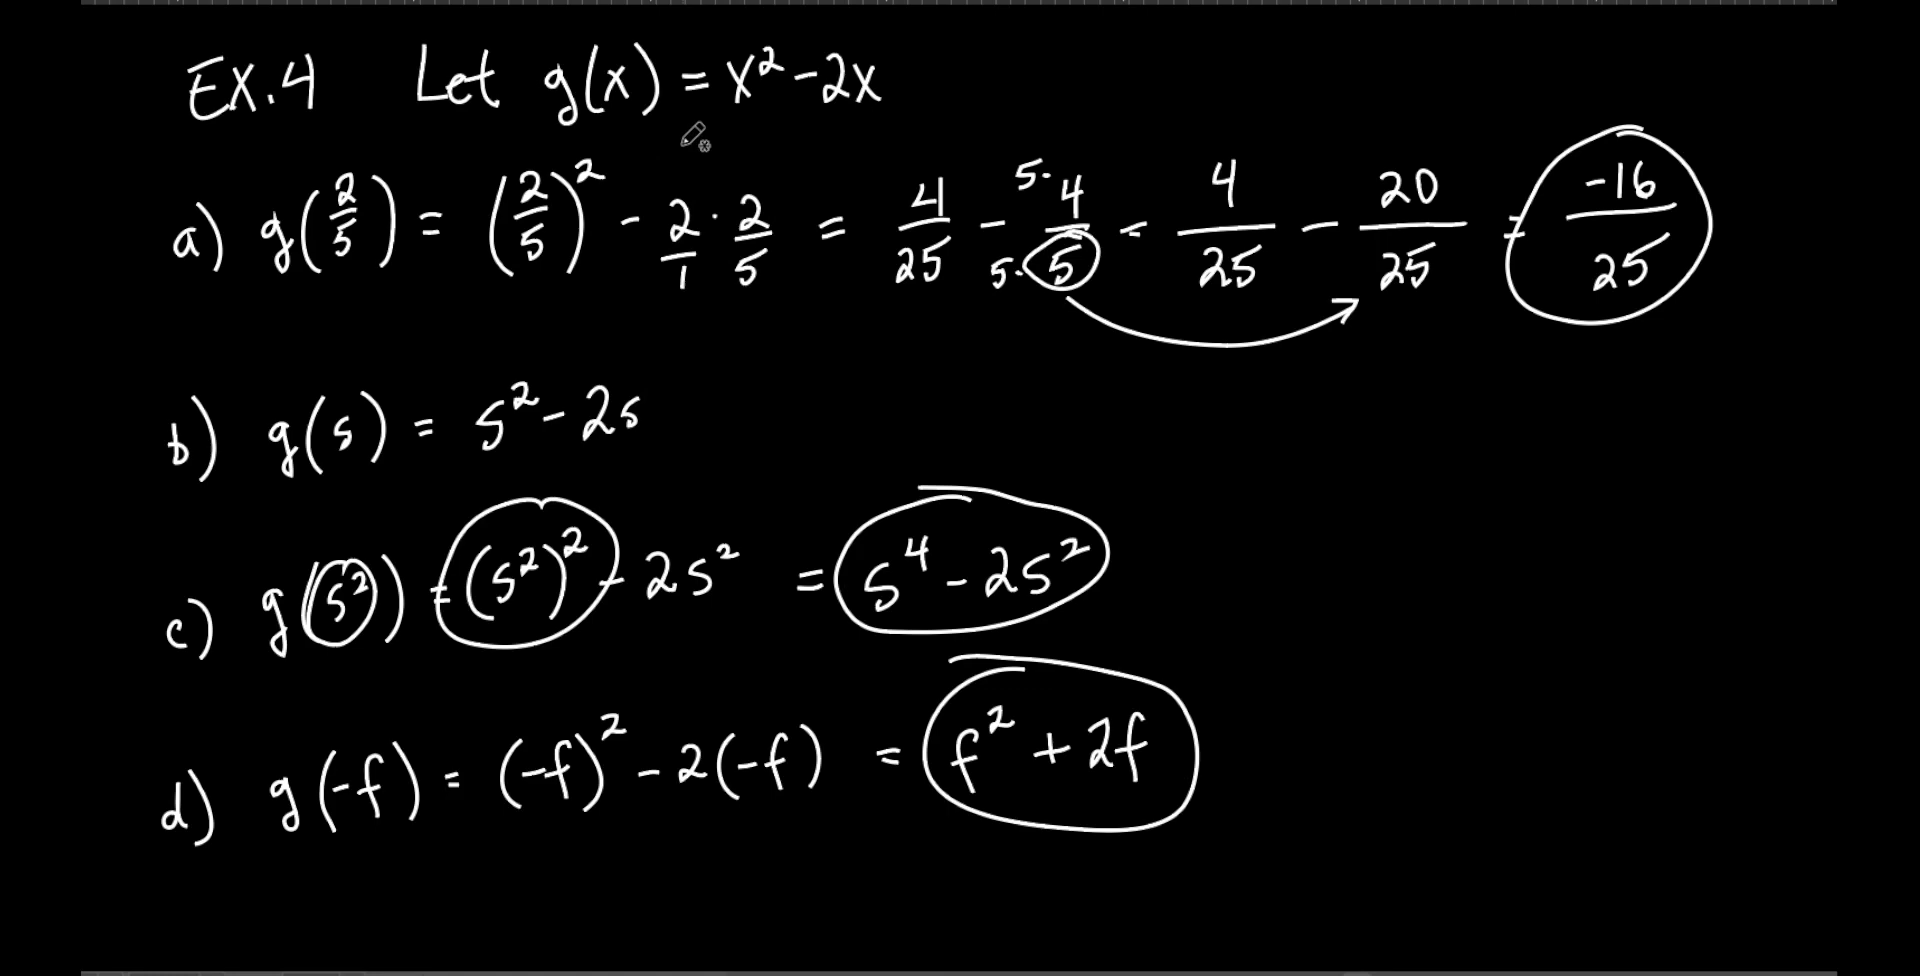 EX.4 Let g(x) = x² - 2x
a) g(2/5) = (2/5)² - 2/1 · 2/5 = 4/25 - 5·4/5·5 = 4/25 - 20/25 = -16/25
b) g(s) = s² - 2s
c) g(s²) = (s²)² - 2s² = s⁴ - 2s²
d) g(-f) = (-f)² - 2(-f) = f² + 2f